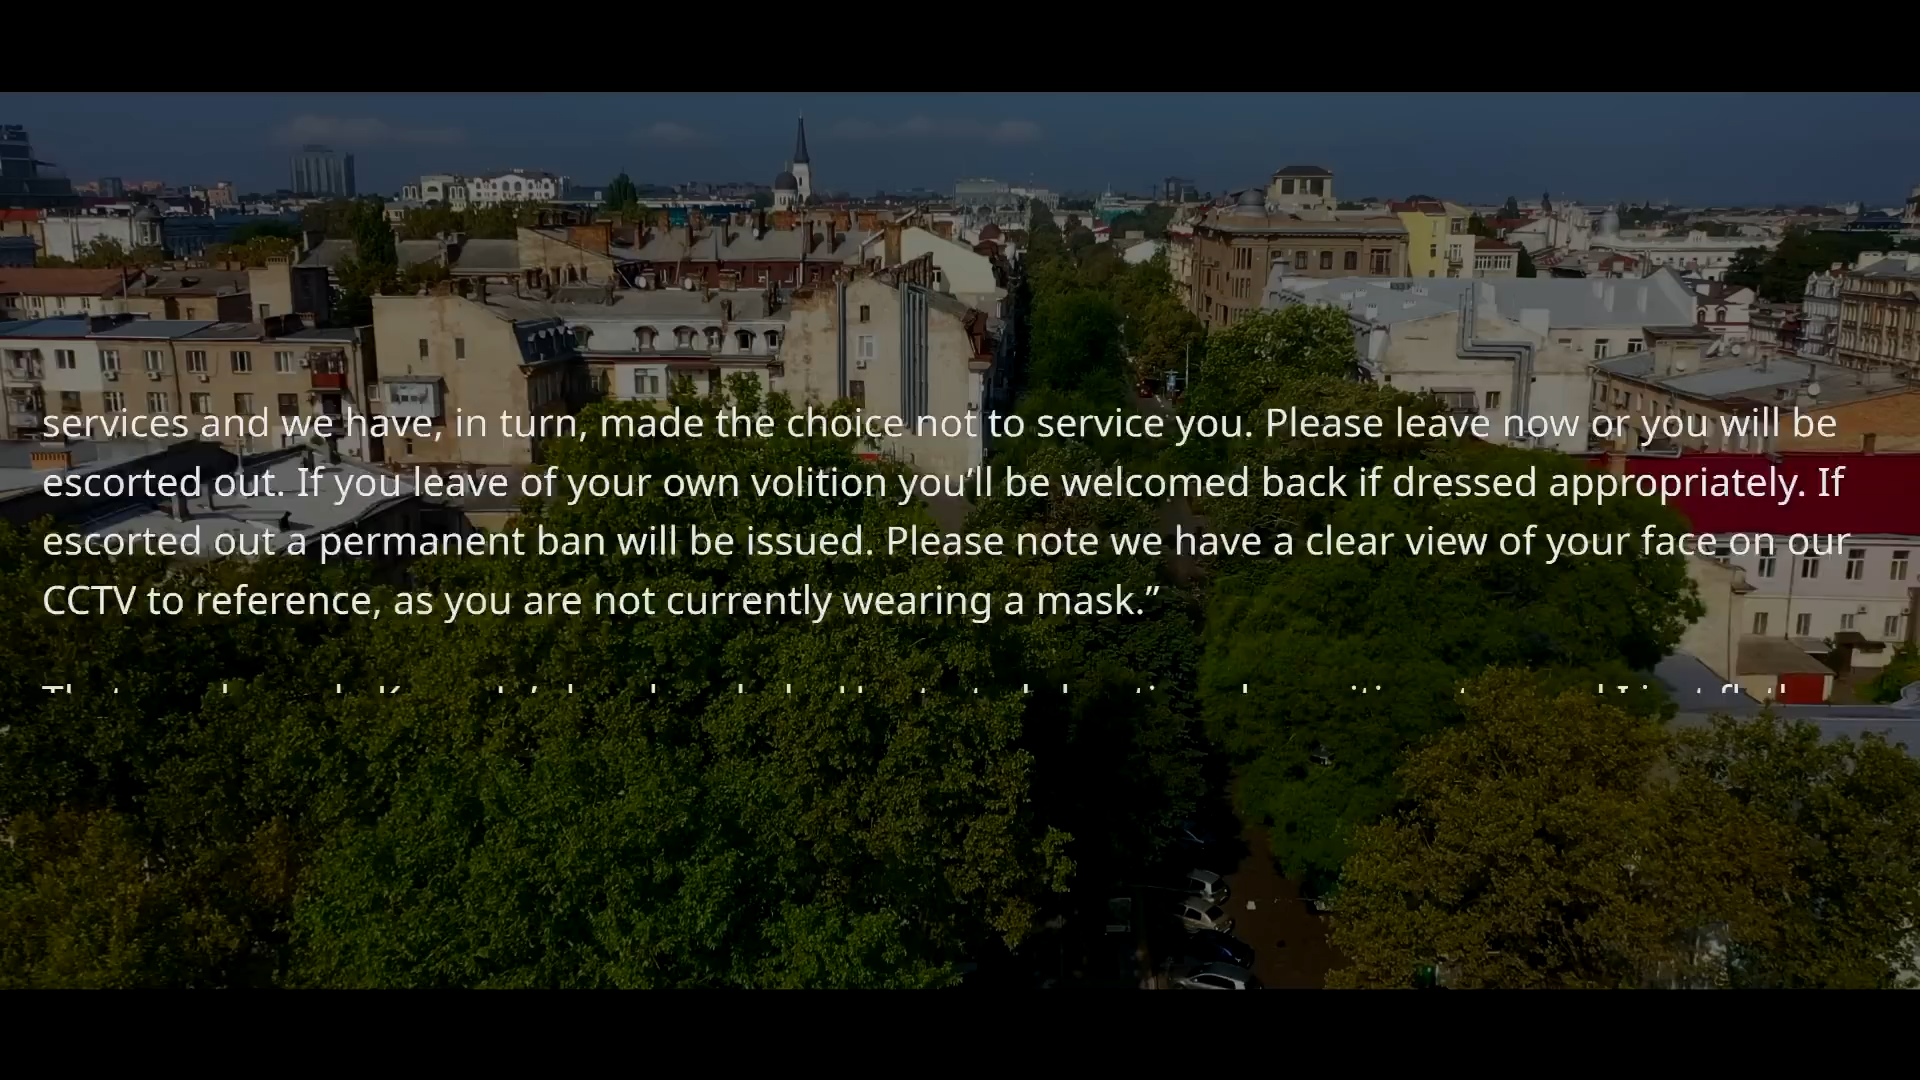 services and we have, in turn, made the choice not to service you. Please leave now or you will be
escorted out. If you leave of your own volition you’ll be welcomed back if dressed appropriately. If
escorted out a permanent ban will be issued. Please note we have a clear view of your face on our
CCTV to reference, as you are not currently wearing a mask.”